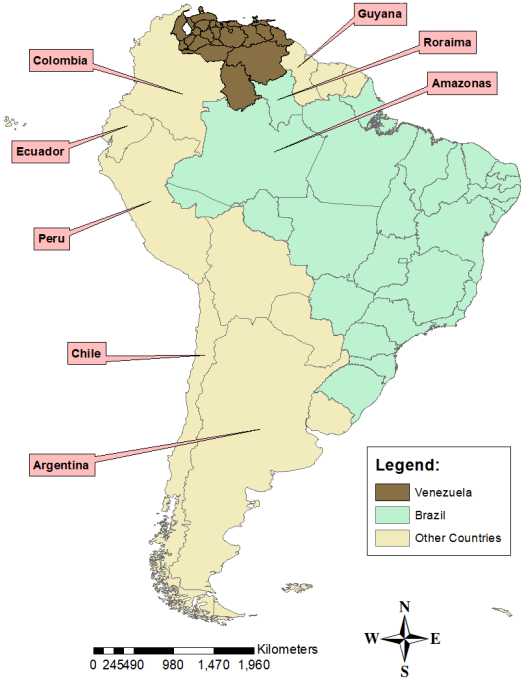 Guyana
Roraima
Colombia
Amazonas
Ecuador
Peru
Chile
Argentina
Legend:
Venezuela
Brazil
Other Countries
N
W E
S
Kilometers
0 245490 980 1,470 1,960